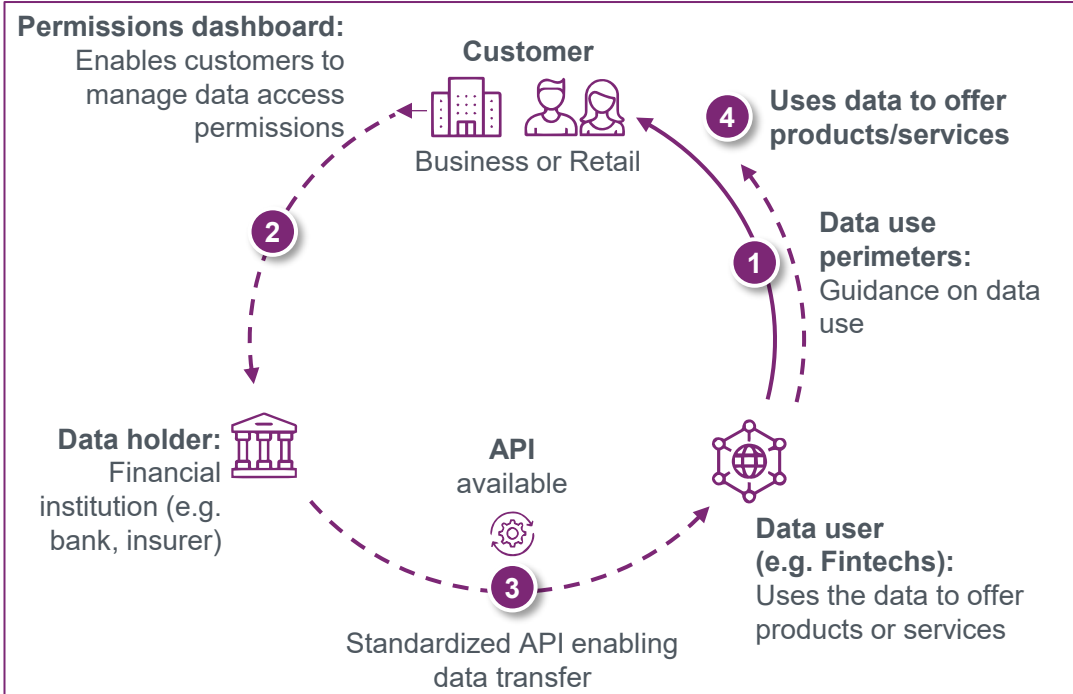 Permissions dashboard:
Enables customers to
manage data access
permissions
Customer
Business or Retail
4
Uses data to offer
products/services
2
1
Data use
perimeters:
Guidance on data
use
Data holder:
Financial
institution (e.g.
bank, insurer)
API
available
3
Standardized API enabling
data transfer
Data user
(e.g. Fintechs):
Uses the data to offer
products or services